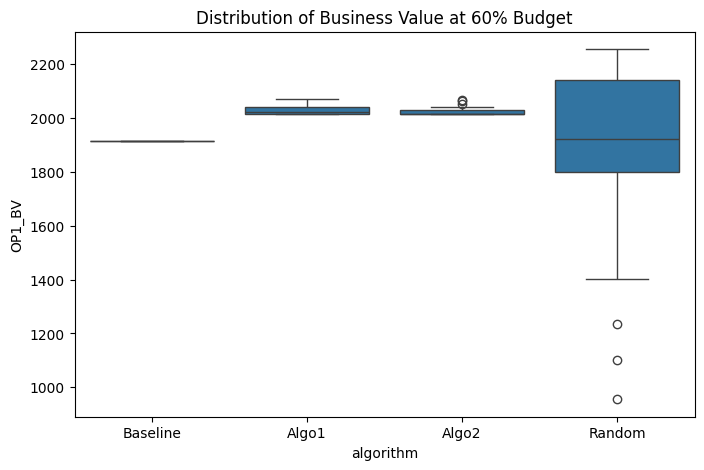 Distribution of Business Value at 60% Budget
2200
2000
1800
1600
1400
1200
1000
OP1_BV
Baseline
Algo1
Algo2
Random
algorithm